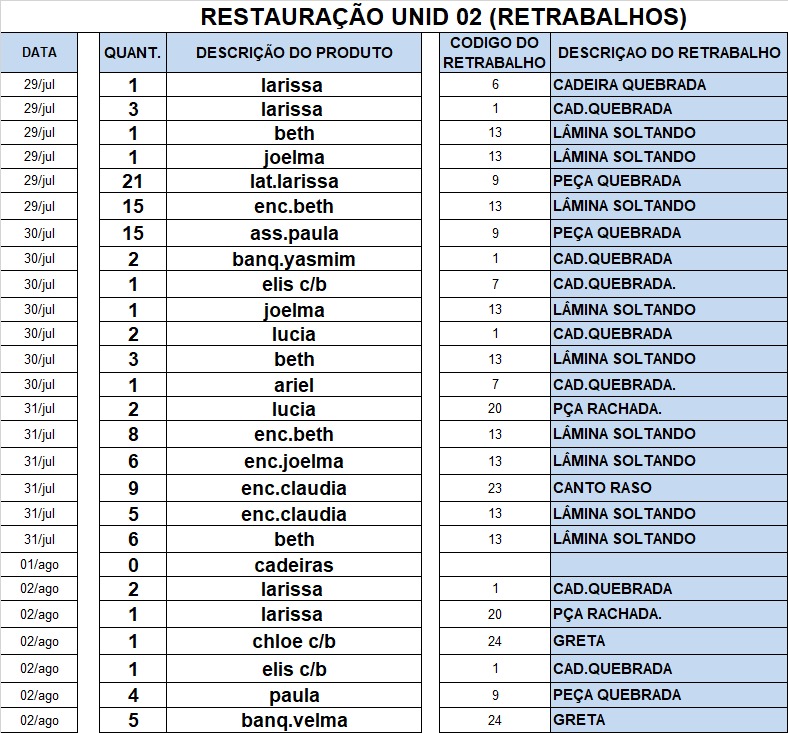 RESTAURAÇÃO UNID 02 (RETRABALHOS)
DATA QUANT. DESCRIÇÃO DO PRODUTO CODIGO DO RETRABALHO DESCRIÇAO DO RETRABALHO
29/jul 1 larissa 6 CADEIRA QUEBRADA
29/jul 3 larissa 1 CAD.QUEBRADA
29/jul 1 beth 13 LÂMINA SOLTANDO
29/jul 1 joelma 13 LÂMINA SOLTANDO
29/jul 21 lat.larissa 9 PEÇA QUEBRADA
29/jul 15 enc.beth 13 LÂMINA SOLTANDO
30/jul 15 ass.paula 9 PEÇA QUEBRADA
30/jul 2 banq.yasmim 1 CAD.QUEBRADA
30/jul 1 elis c/b 7 CAD.QUEBRADA.
30/jul 1 joelma 13 LÂMINA SOLTANDO
30/jul 2 lucia 1 CAD.QUEBRADA
30/jul 3 beth 13 LÂMINA SOLTANDO
30/jul 1 ariel 7 CAD.QUEBRADA.
31/jul 2 lucia 20 PÇA RACHADA.
31/jul 8 enc.beth 13 LÂMINA SOLTANDO
31/jul 6 enc.joelma 13 LÂMINA SOLTANDO
31/jul 9 enc.claudia 23 CANTO RASO
31/jul 5 enc.claudia 13 LÂMINA SOLTANDO
31/jul 6 beth 13 LÂMINA SOLTANDO
01/ago 0 cadeiras
02/ago 2 larissa 1 CAD.QUEBRADA
02/ago 1 larissa 20 PÇA RACHADA.
02/ago 1 chloe c/b 24 GRETA
02/ago 1 elis c/b 1 CAD.QUEBRADA
02/ago 4 paula 9 PEÇA QUEBRADA
02/ago 5 banq.velma 24 GRETA